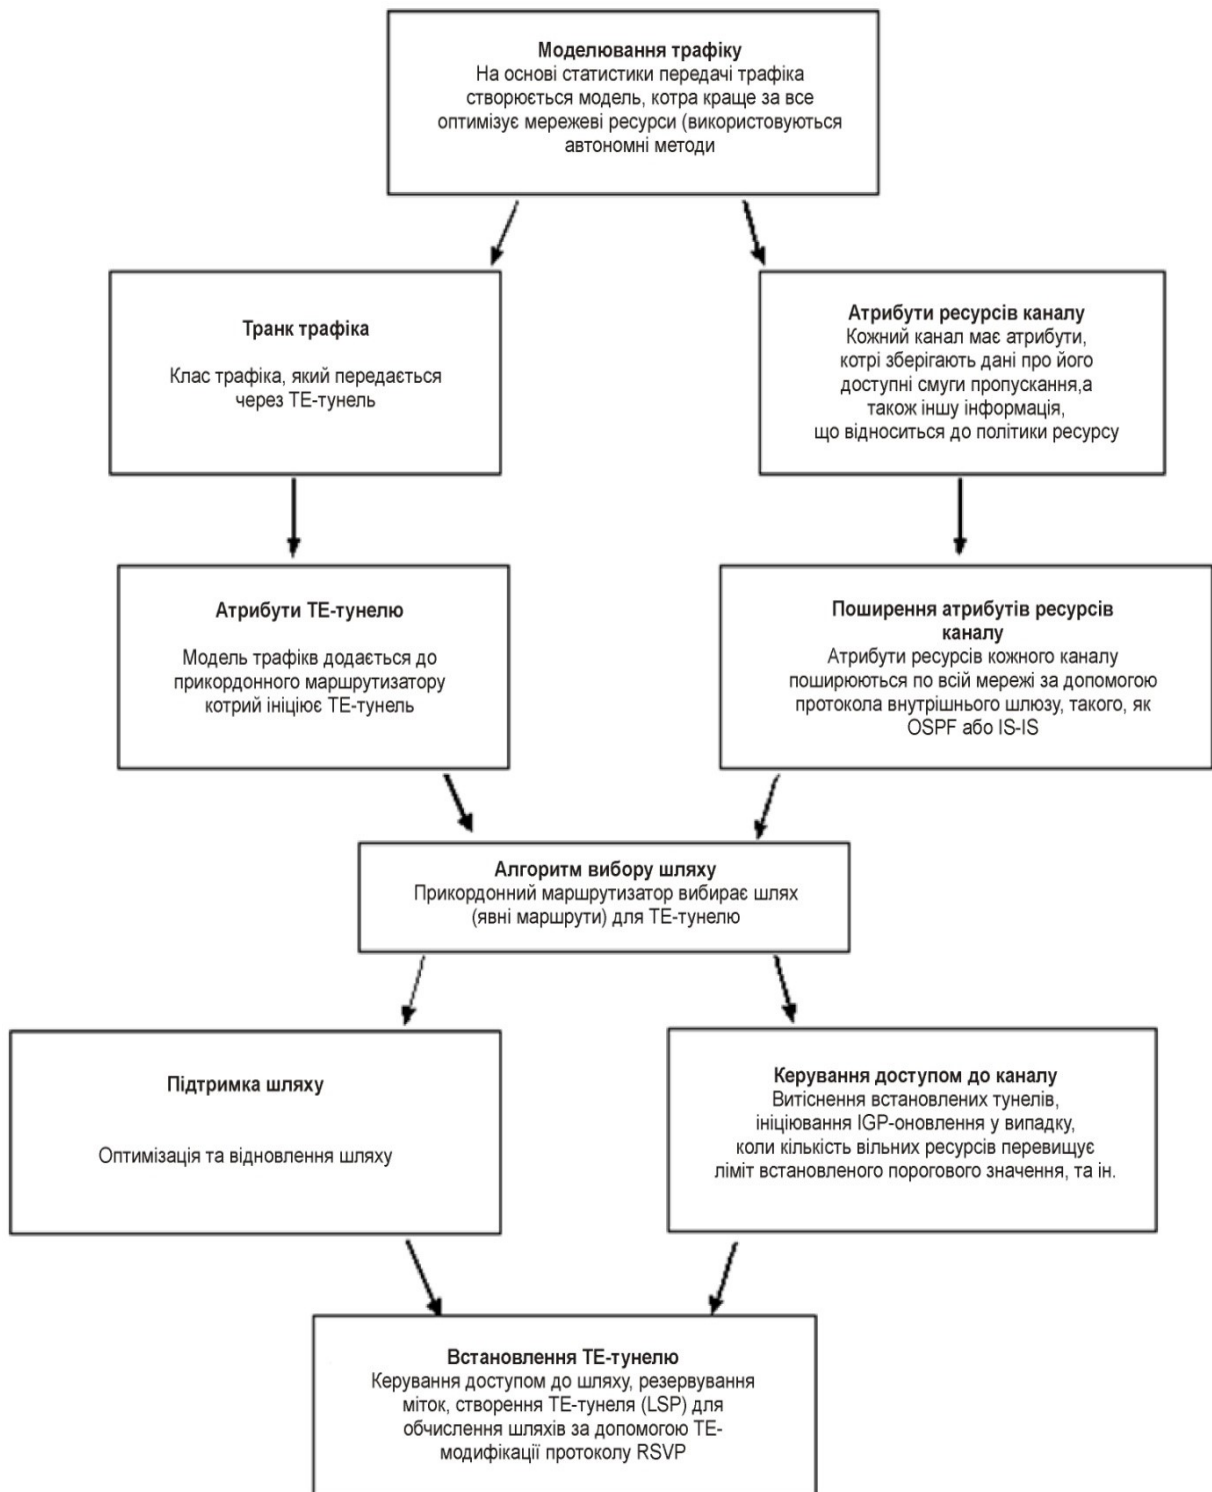 Моделювання трафіку
На основі статистики передачі трафіка
створюється модель, котра краще за все
оптимізує мережеві ресурси (використовуються
автономні методи
Транк трафіка
Клас трафіка, який передається
через ТЕ-тунель
Атрибути ресурсів каналу
Кожний канал має атрибути,
котрі зберігають дані про його
доступні смуги пропускання,а
також іншу інформація,
що відноситься до політики ресурсу
Атрибути ТЕ-тунелю
Модель трафікв додається до
прикордонного маршрутизатору
котрий ініціює ТЕ-тунель
Поширення атрибутів ресурсів
каналу
Атрибути ресурсів кожного каналу
поширюються по всій мережі за допомогою
протокола внутрішнього шлюзу, такого, як
OSPF або IS-IS
Алгоритм вибору шляху
Прикордонний маршрутизатор вибирає шлях
(явні маршрути) для ТЕ-тунелю
Підтримка шляху
Оптимізація та відновлення шляху
Керування доступом до каналу
Витіснення встановлених тунелів,
ініціювання IGP-оновлення у випадку,
коли кількість вільних ресурсів перевищує
ліміт встановленого порогового значення, та ін.
Встановлення ТЕ-тунелю
Керування доступом до шляху, резервування
міток, створення ТЕ-тунеля (LSP) для
обчислення шляхів за допомогою ТЕ-
модифікації протоколу RSVP